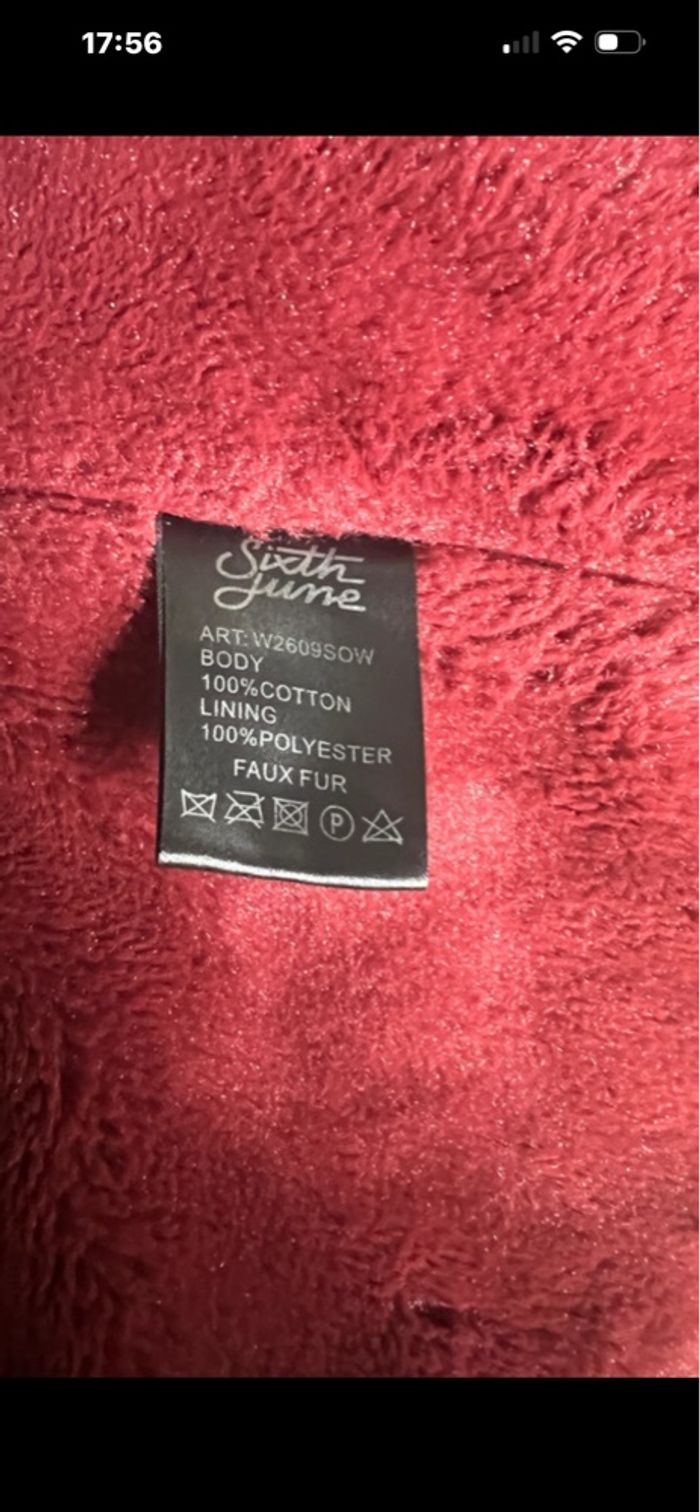 17:56
Sixth
June
ART: W2609SOW
BODY
100%COTTON
LINING
100%POLYESTER
FAUX FUR
P